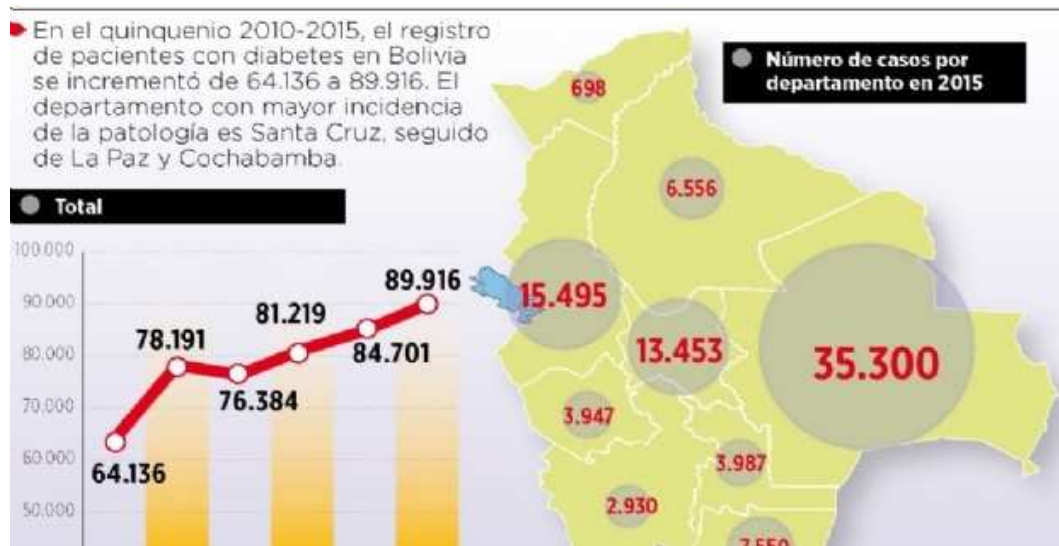 En el quinquenio 2010-2015, el registro
de pacientes con diabetes en Bolivia
se incrementó de 64.136 a 89.916. El
departamento con mayor incidencia
de la patología es Santa Cruz, seguido
de La Paz y Cochabamba.
Total
100.000
90.000
80.000
70.000
60.000
50.000
64.136
78.191
76.384
81.219
84.701
89.916
Número de casos por
departamento en 2015
698
6.556
15.495
13.453
35.300
3.947
3.987
2.930
7.550